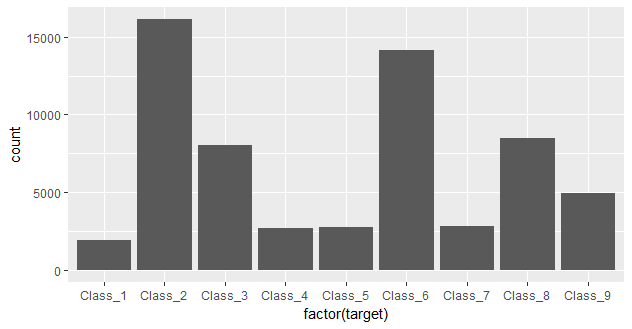 count
15000
10000
5000
0
Class_1 Class_2 Class_3 Class_4 Class_5 Class_6 Class_7 Class_8 Class_9
factor(target)